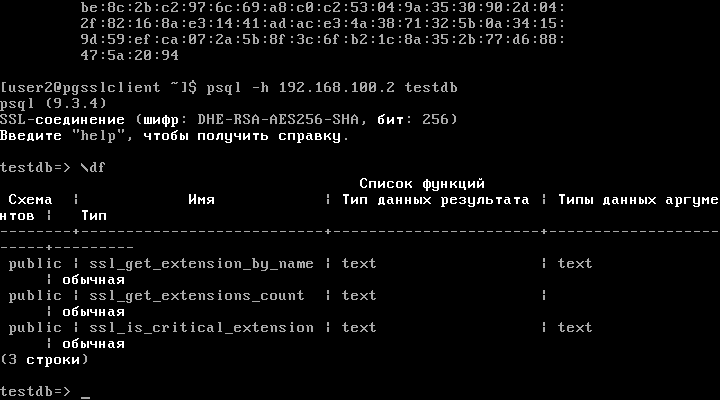 be:8c:2b:c2:97:6c:69:a8:c0:c2:53:04:9a:35:30:90:2d:04:
2f:82:16:8a:e3:14:41:ad:ac:e3:4a:38:71:32:5b:0a:34:15:
9d:59:ef:ca:07:2a:5b:8f:3c:6f:b2:1c:8a:35:2b:77:d6:88:
47:5a:20:94
[user2@pgsslclient ~]$ psql -h 192.168.100.2 testdb
psql (9.3.4)
SSL-соединение (шифр: DHE-RSA-AES256-SHA, бит: 256)
Введите "help", чтобы получить справку.
testdb=> \df
Список функций
Схема | Имя | Тип данных результата | Типы данных аргуме
нтов | Тип
--------+-----------------------------+-----------------------+------------------
-----+---------
public | ssl_get_extension_by_name | text | text
| обычная
public | ssl_get_extensions_count | text |
| обычная
public | ssl_is_critical_extension | text | text
| обычная
(3 строки)
testdb=> _